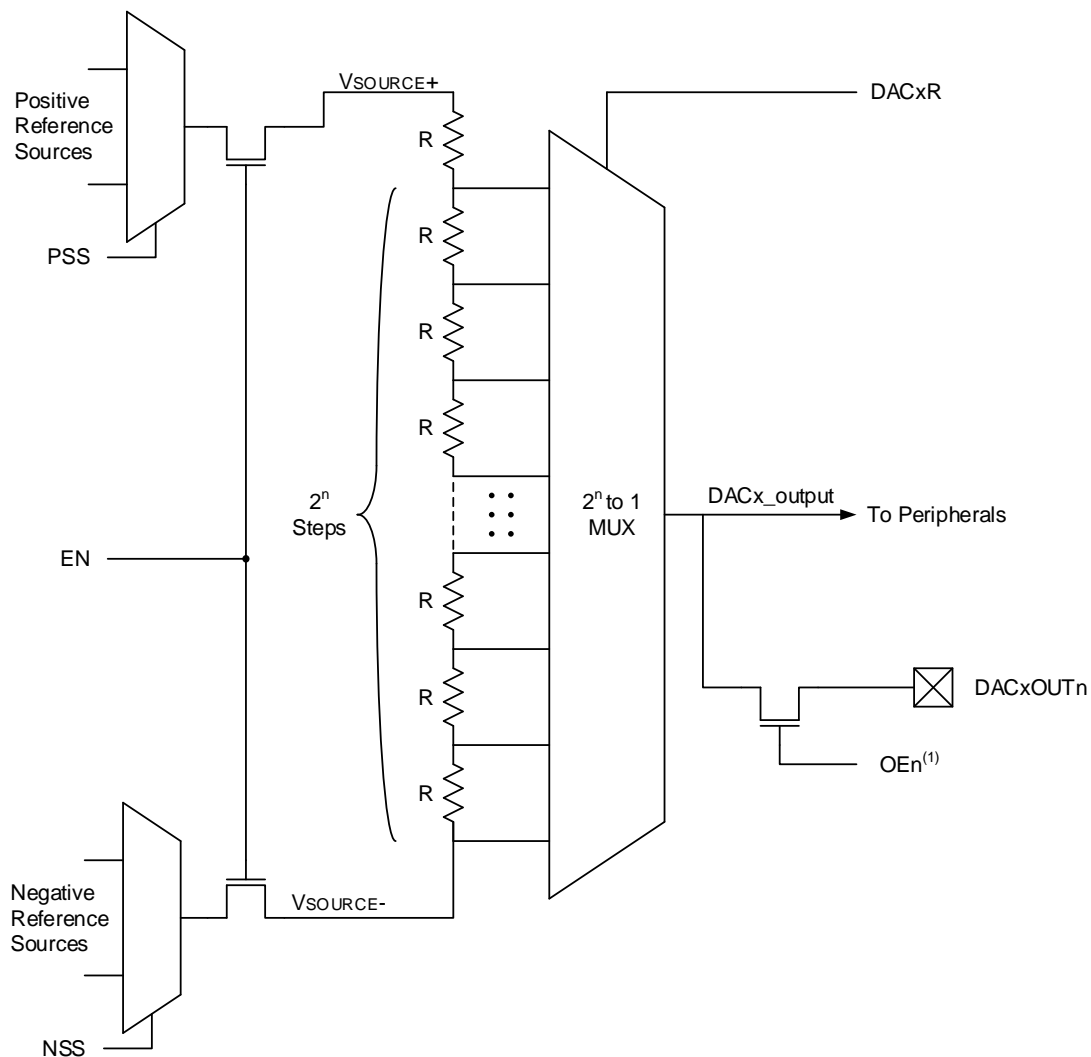 VSOURCE+
DACxR
Positive
Reference
Sources
R
R
PSS
R
R
2ⁿ
Steps
2ⁿ to 1
MUX
DACx_output
To Peripherals
EN
R
R
DACxOUTn
OEn⁽¹⁾
R
Negative
Reference
Sources
VSOURCE-
NSS